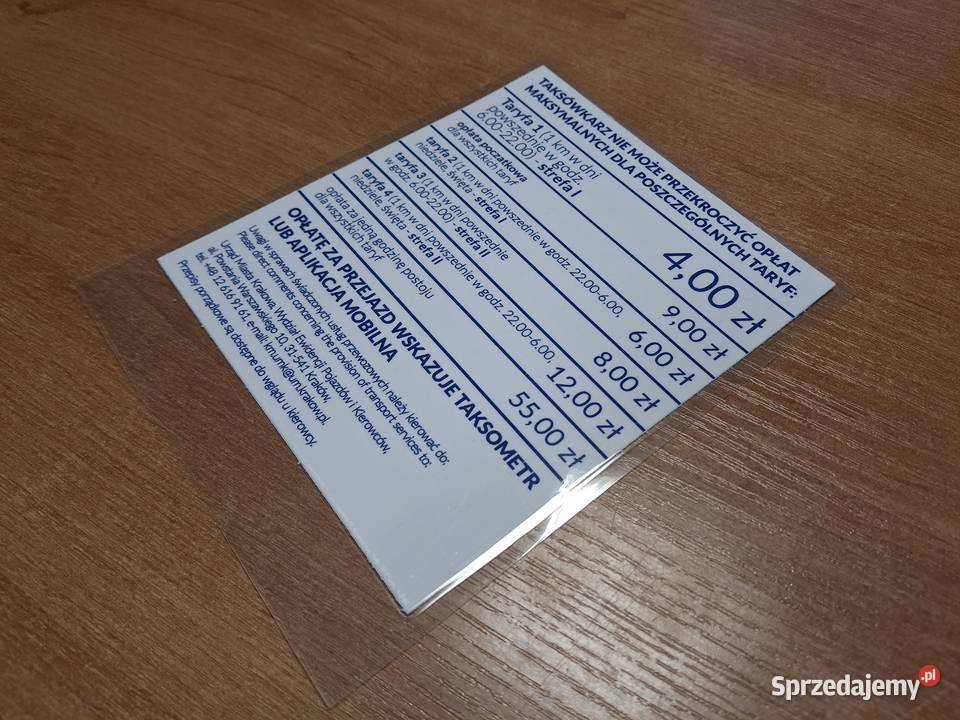 TAKSÓWKARZ NIE MOŻE PRZEKROCZYĆ OPŁAT
MAKSYMALNYCH DLA POSZCZEGÓLNYCH TARYF:
Taryfa 1 (1 km w dni
powszednie w godz.
6.00-22.00) - strefa I
4,00 zł
opłata początkowa
dla wszystkich taryf
9,00 zł
taryfa 2 (1 km w dni powszednie w godz. 22.00-6.00,
niedziele, święta - strefa I
6,00 zł
taryfa 3 (1 km w dni powszednie
w godz. 6.00-22.00) - strefa II
8,00 zł
taryfa 4 (1 km w dni powszednie w godz. 22.00-6.00,
niedziele, święta - strefa II
12,00 zł
opłata za jedną godzinę postoju
dla wszystkich taryf
55,00 zł
OPŁATĘ ZA PRZEJAZD WSKAZUJE TAKSOMETR
LUB APLIKACJA MOBILNA
Uwagi w sprawach świadczonych usług przewozowych należy kierować do:
Please direct comments concerning the provision of transport services to:
Urząd Miasta Krakowa, Wydział Ewidencji Pojazdów i Kierowców,
al. Powstania Warszawskiego 10, 31-541 Kraków,
tel. +48 12 616 91 61, e-mail: km.umk@um.krakow.pl.
Przepisy porządkowe są dostępne do wglądu u kierowcy.
Sprzedajemy.pl